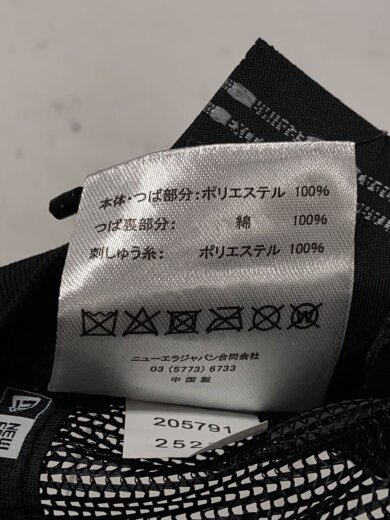 本体・つば部分:ポリエステル 100%
つば裏部分: 綿 100%
刺しゅう糸: ポリエステル 100%
ニューエラジャパン合同会社
03 (5773) 6733
中国製
205791
NEW